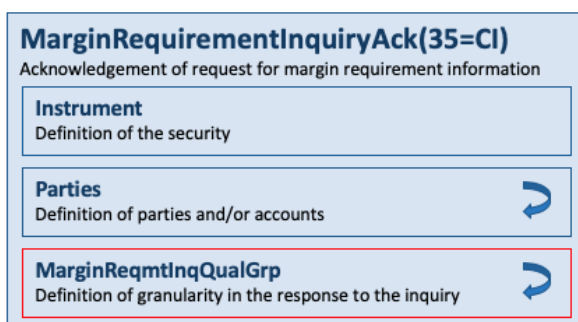 MarginRequirementInquiryAck(35=CI)
Acknowledgement of request for margin requirement information
Instrument
Definition of the security
Parties
Definition of parties and/or accounts
MarginReqmtInqQualGrp
Definition of granularity in the response to the inquiry